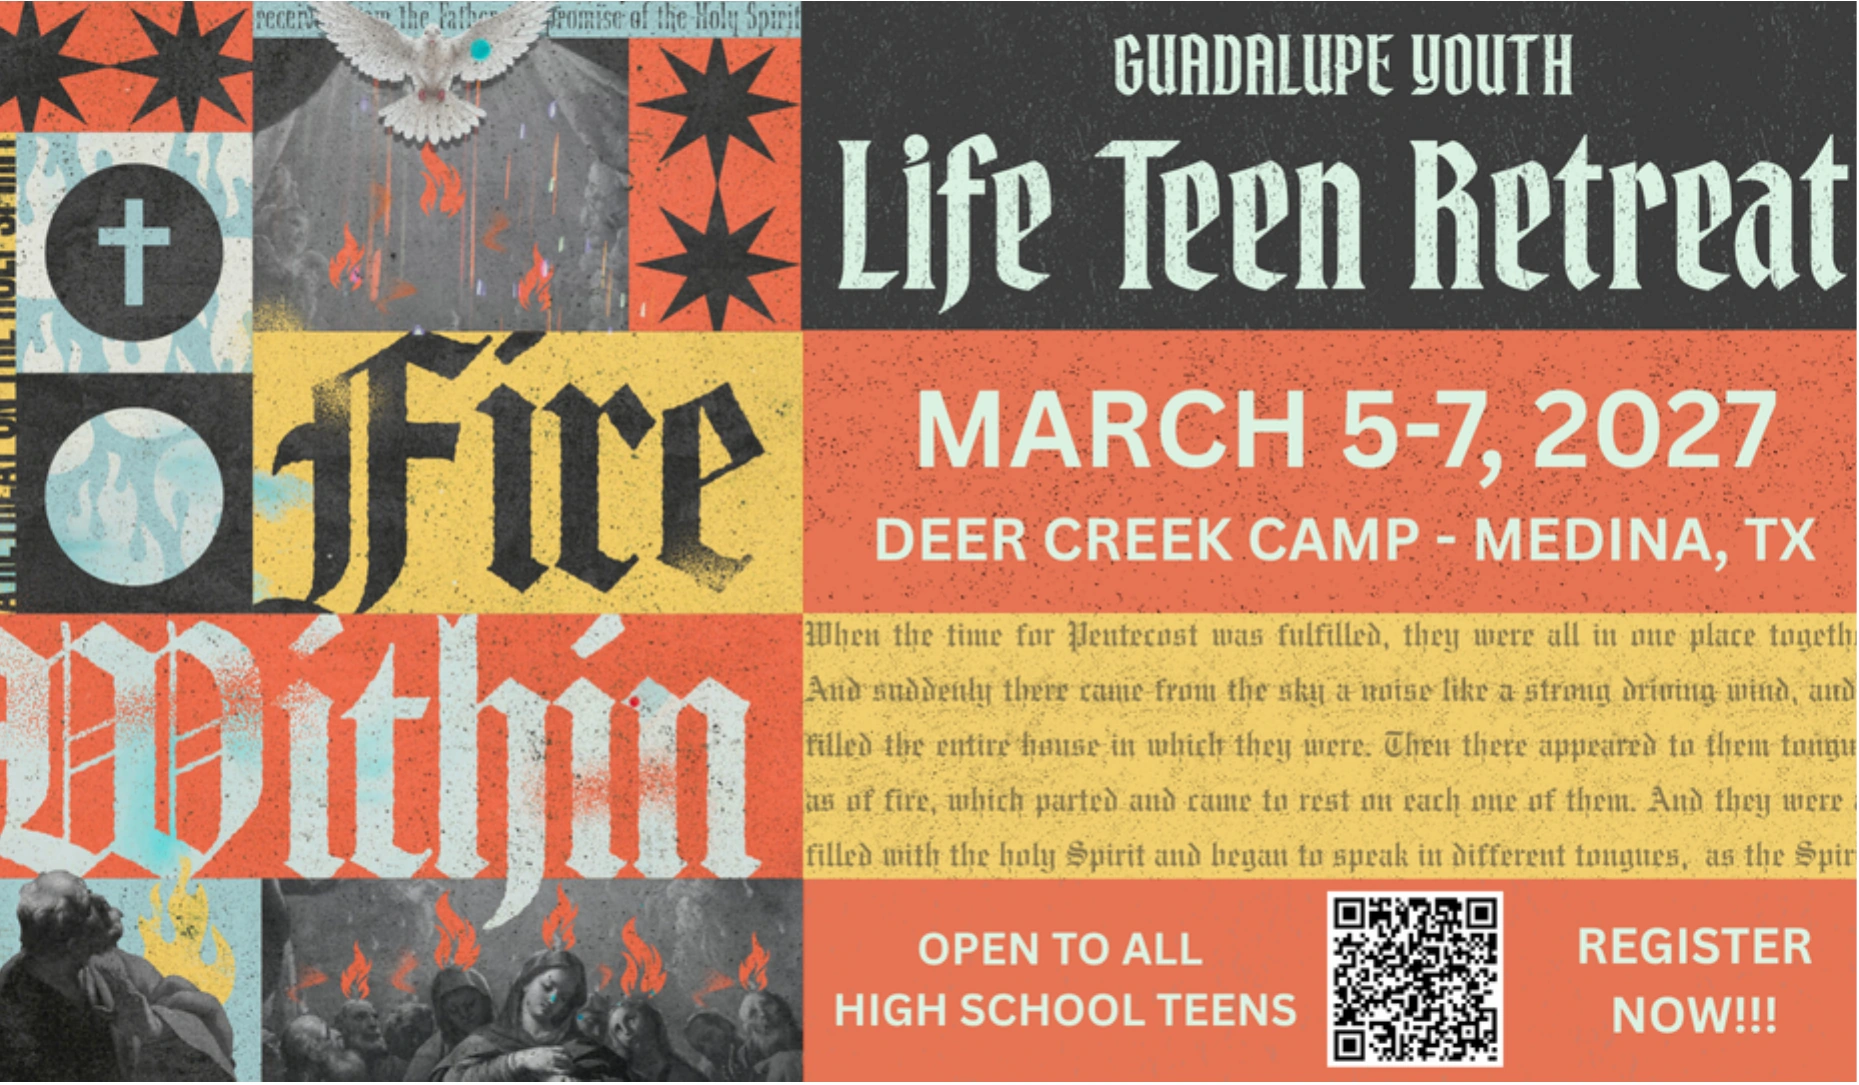 the Father
promise of the Holy Spirit
GUADALUPE YOUTH
Life Teen Retreat
Fire
Within
MARCH 5-7, 2027
DEER CREEK CAMP - MEDINA, TX
When the time for Pentecost was fulfilled, they were all in one place togeth
And suddenly there came from the sky a noise like a strong driving wind, and
filled the entire house in which they were. Then there appeared to them tongu
as of fire, which parted and came to rest on each one of them. And they were
filled with the holy Spirit and began to speak in different tongues, as the Spir
OPEN TO ALL
HIGH SCHOOL TEENS
REGISTER
NOW!!!